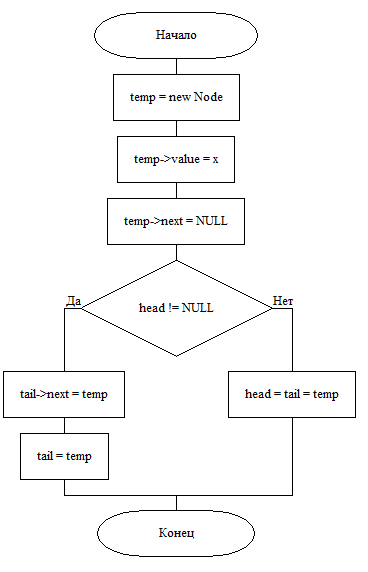 Начало
temp = new Node
temp->value = x
temp->next = NULL
Да
head != NULL
Нет
tail->next = temp
head = tail = temp
tail = temp
Конец